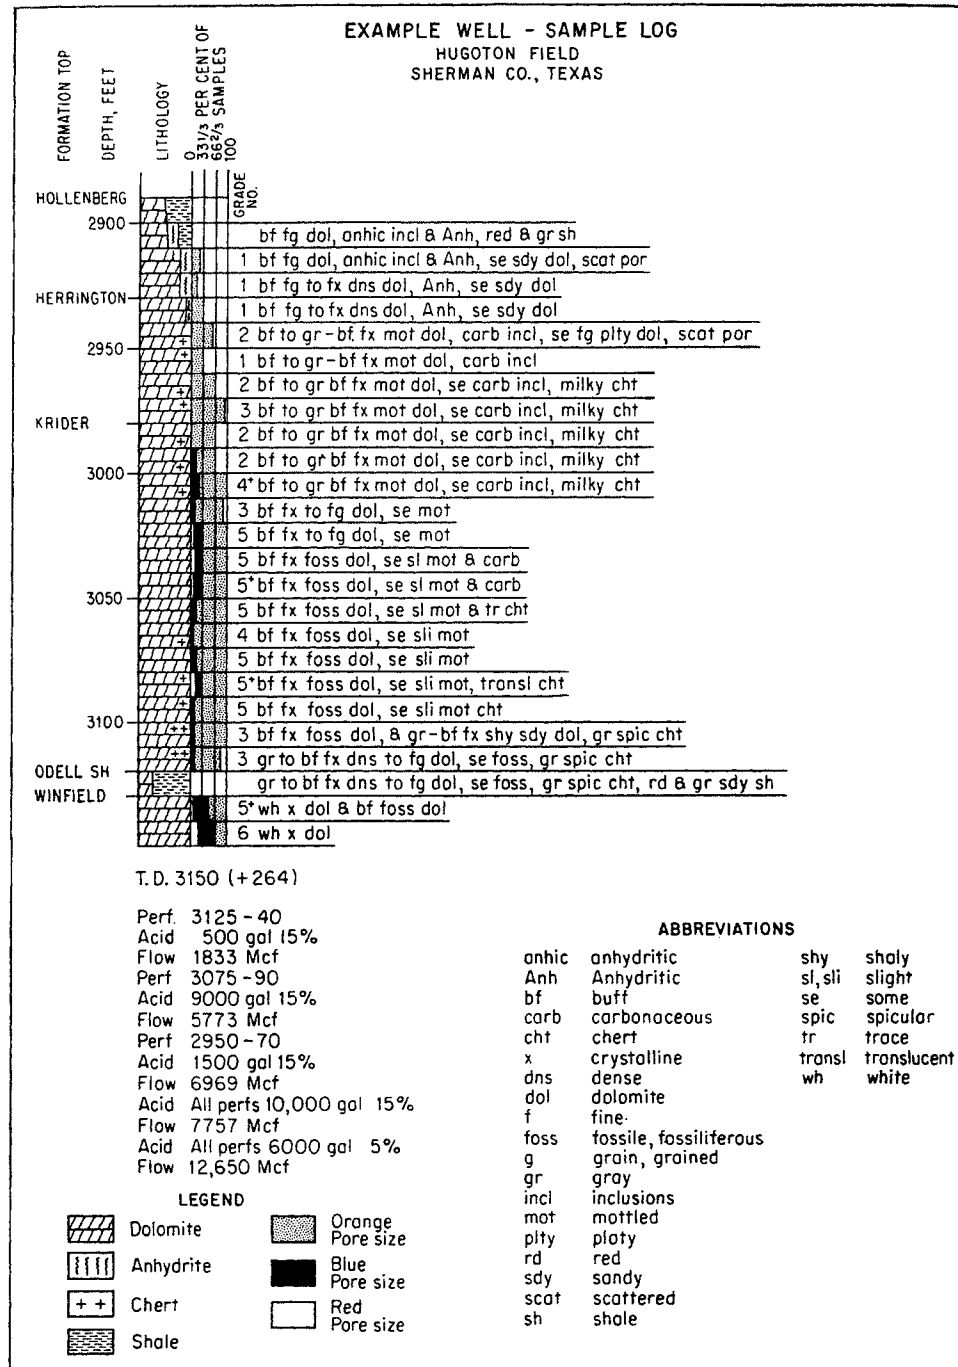 EXAMPLE WELL - SAMPLE LOG
HUGOTON FIELD
SHERMAN CO., TEXAS
FORMATION TOP
DEPTH, FEET
LITHOLOGY
0
33 1/3 PER CENT OF
66 2/3 SAMPLES
100
GRADE NO.
HOLLENBERG
2900
bf fg dol, anhic incl & Anh, red & gr sh
1 bf fg dol, anhic incl & Anh, se sdy dol, scat por
1 bf fg to fx dns dol, Anh, se sdy dol
HERRINGTON
1 bf fg to fx dns dol, Anh, se sdy dol
2 bf to gr-bf fx mot dol, carb incl, se fg plty dol, scat por
2950
1 bf to gr-bf fx mot dol, carb incl
2 bf to gr bf fx mot dol, se carb incl, milky cht
3 bf to gr bf fx mot dol, se carb incl, milky cht
KRIDER
2 bf to gr bf fx mot dol, se carb incl, milky cht
2 bf to gr bf fx mot dol, se carb incl, milky cht
3000
4+ bf to gr bf fx mot dol, se carb incl, milky cht
3 bf fx to fg dol, se mot
5 bf fx to fg dol, se mot
5 bf fx foss dol, se sl mot & carb
5+ bf fx foss dol, se sl mot & carb
3050
5 bf fx foss dol, se sl mot & tr cht
4 bf fx foss dol, se sli mot
5 bf fx foss dol, se sli mot
5+ bf fx foss dol, se sli mot, transl cht
5 bf fx foss dol, se sli mot cht
3100
3 bf fx foss dol, & gr-bf fx shy sdy dol, gr spic cht
3 gr to bf fx dns to fg dol, se foss, gr spic cht
ODELL SH
gr to bf fx dns to fg dol, se foss, gr spic cht, rd & gr sdy sh
WINFIELD
5+ wh x dol & bf foss dol
6 wh x dol
T.D. 3150 (+264)
Perf. 3125-40
Acid 500 gal 15%
Flow 1833 Mcf
Perf 3075-90
Acid 9000 gal 15%
Flow 5773 Mcf
Perf 2950-70
Acid 1500 gal 15%
Flow 6969 Mcf
Acid All perfs 10,000 gal 15%
Flow 7757 Mcf
Acid All perfs 6000 gal 5%
Flow 12,650 Mcf
LEGEND
Dolomite
Anhydrite
Chert
Shale
Orange
Pore size
Blue
Pore size
Red
Pore size
ABBREVIATIONS
anhic anhydritic
Anh Anhydritic
bf buff
carb carbonaceous
cht chert
x crystalline
dns dense
dol dolomite
f fine
foss fossile, fossiliferous
g grain, grained
gr gray
incl inclusions
mot mottled
plty platy
rd red
sdy sandy
scat scattered
sh shale
shy shaly
sl, sli slight
se some
spic spicular
tr trace
transl translucent
wh white